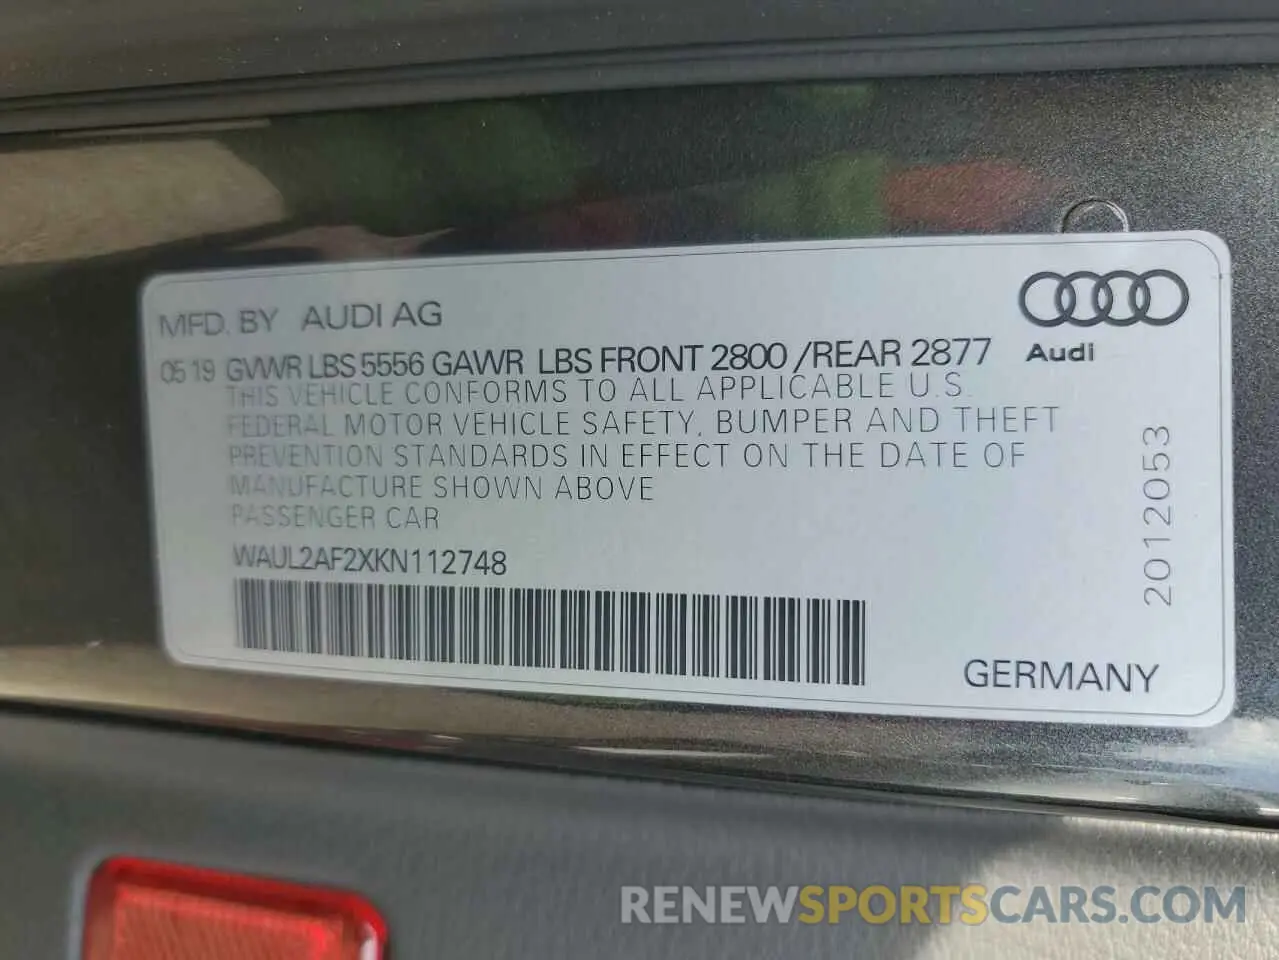 MFD. BY AUDI AG
05 19 GVWR LBS 5556 GAWR LBS FRONT 2800 /REAR 2877
THIS VEHICLE CONFORMS TO ALL APPLICABLE U.S.
FEDERAL MOTOR VEHICLE SAFETY, BUMPER AND THEFT
PREVENTION STANDARDS IN EFFECT ON THE DATE OF
MANUFACTURE SHOWN ABOVE
PASSENGER CAR
WAUL2AF2XKN112748
Audi
2012053
GERMANY
RENEWSPORTSCARS.COM